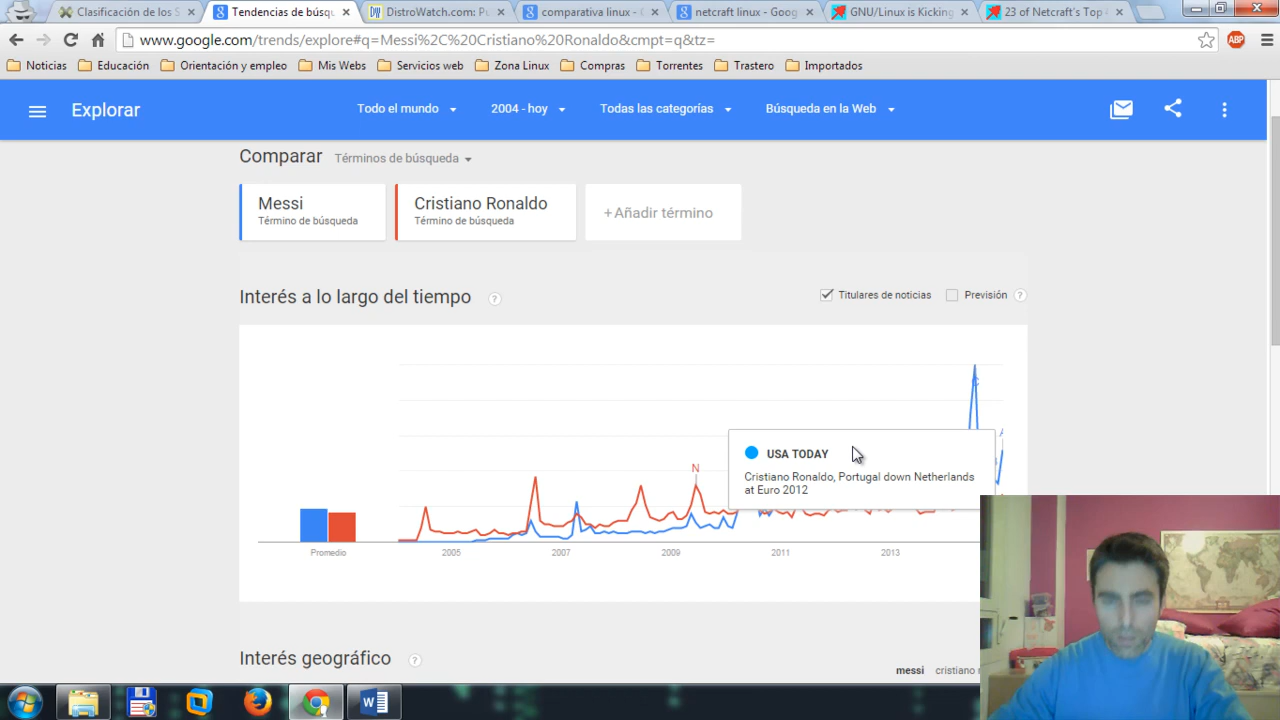 Clasificación de los S
Tendencias de búsqu
DistroWatch.com: Pu
comparativa linux - G
netcraft linux - Goog
GNU/Linux is Kicking
23 of Netcraft's Top
www.google.com/trends/explore#q=Messi%2C%20Cristiano%20Ronaldo&cmpt=q&tz=
ABP
Noticias
Educación
Orientación y empleo
Mis Webs
Servicios web
Zona Linux
Compras
Torrentes
Trastero
Importados
Explorar
Todo el mundo
2004 - hoy
Todas las categorías
Búsqueda en la Web
Comparar
Términos de búsqueda
Messi
Término de búsqueda
Cristiano Ronaldo
Término de búsqueda
+Añadir término
Interés a lo largo del tiempo
?
Titulares de noticias
Previsión
?
N
USA TODAY
Cristiano Ronaldo, Portugal down Netherlands
at Euro 2012
Promedio
2005
2007
2009
2011
2013
Interés geográfico
?
messi
cristiano